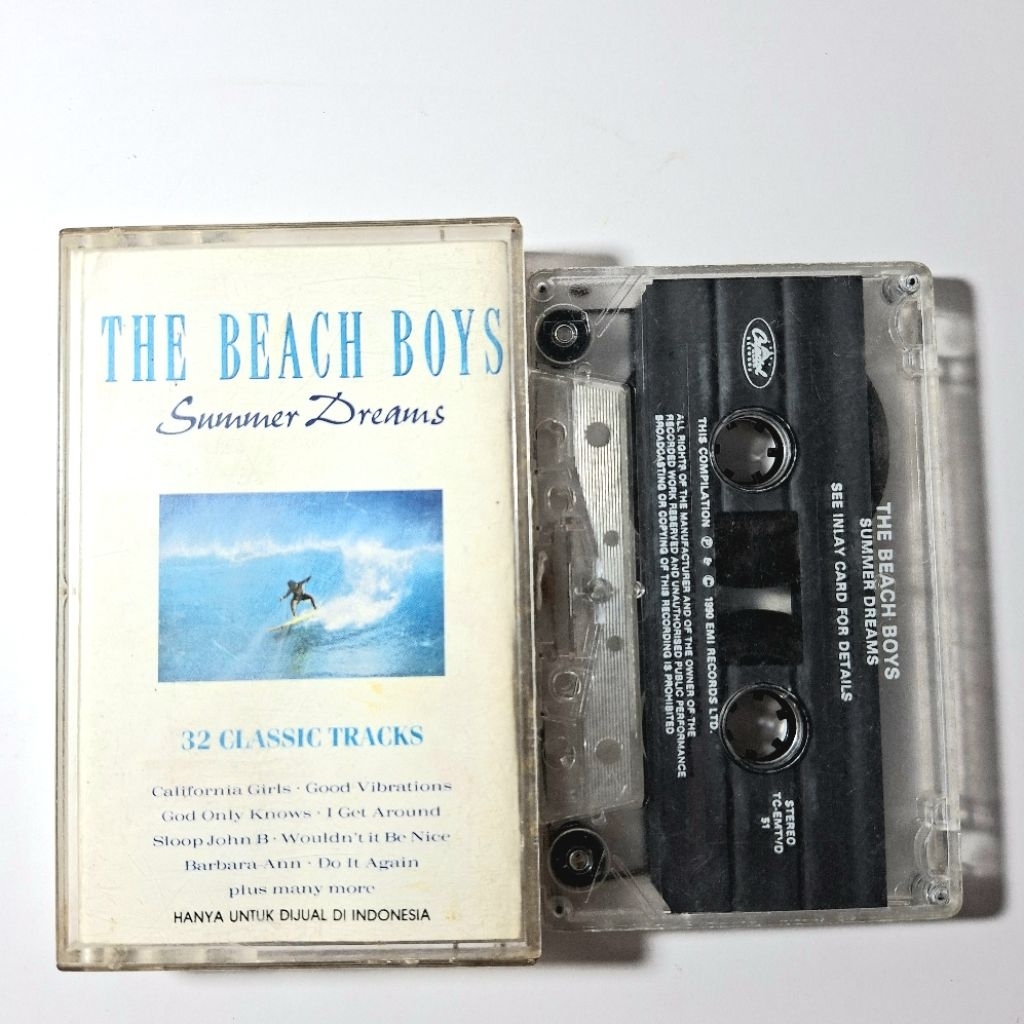 THE BEACH BOYS
Summer Dreams
32 CLASSIC TRACKS
California Girls · Good Vibrations
God Only Knows · I Get Around
Sloop John B · Wouldn't it Be Nice
Barbara-Ann · Do It Again
plus many more
HANYA UNTUK DIJUAL DI INDONESIA
Capitol
RECORDS
THE BEACH BOYS
SUMMER DREAMS
SEE INLAY CARD FOR DETAILS
STEREO
TC-EMTVD
51
THIS COMPILATION ℗ & © 1990 EMI RECORDS LTD.
ALL RIGHTS OF THE MANUFACTURER AND OF THE OWNER OF THE
RECORDED WORK RESERVED AND UNAUTHORISED PUBLIC PERFORMANCE
BROADCASTING OR COPYING OF THIS RECORDING IS PROHIBITED